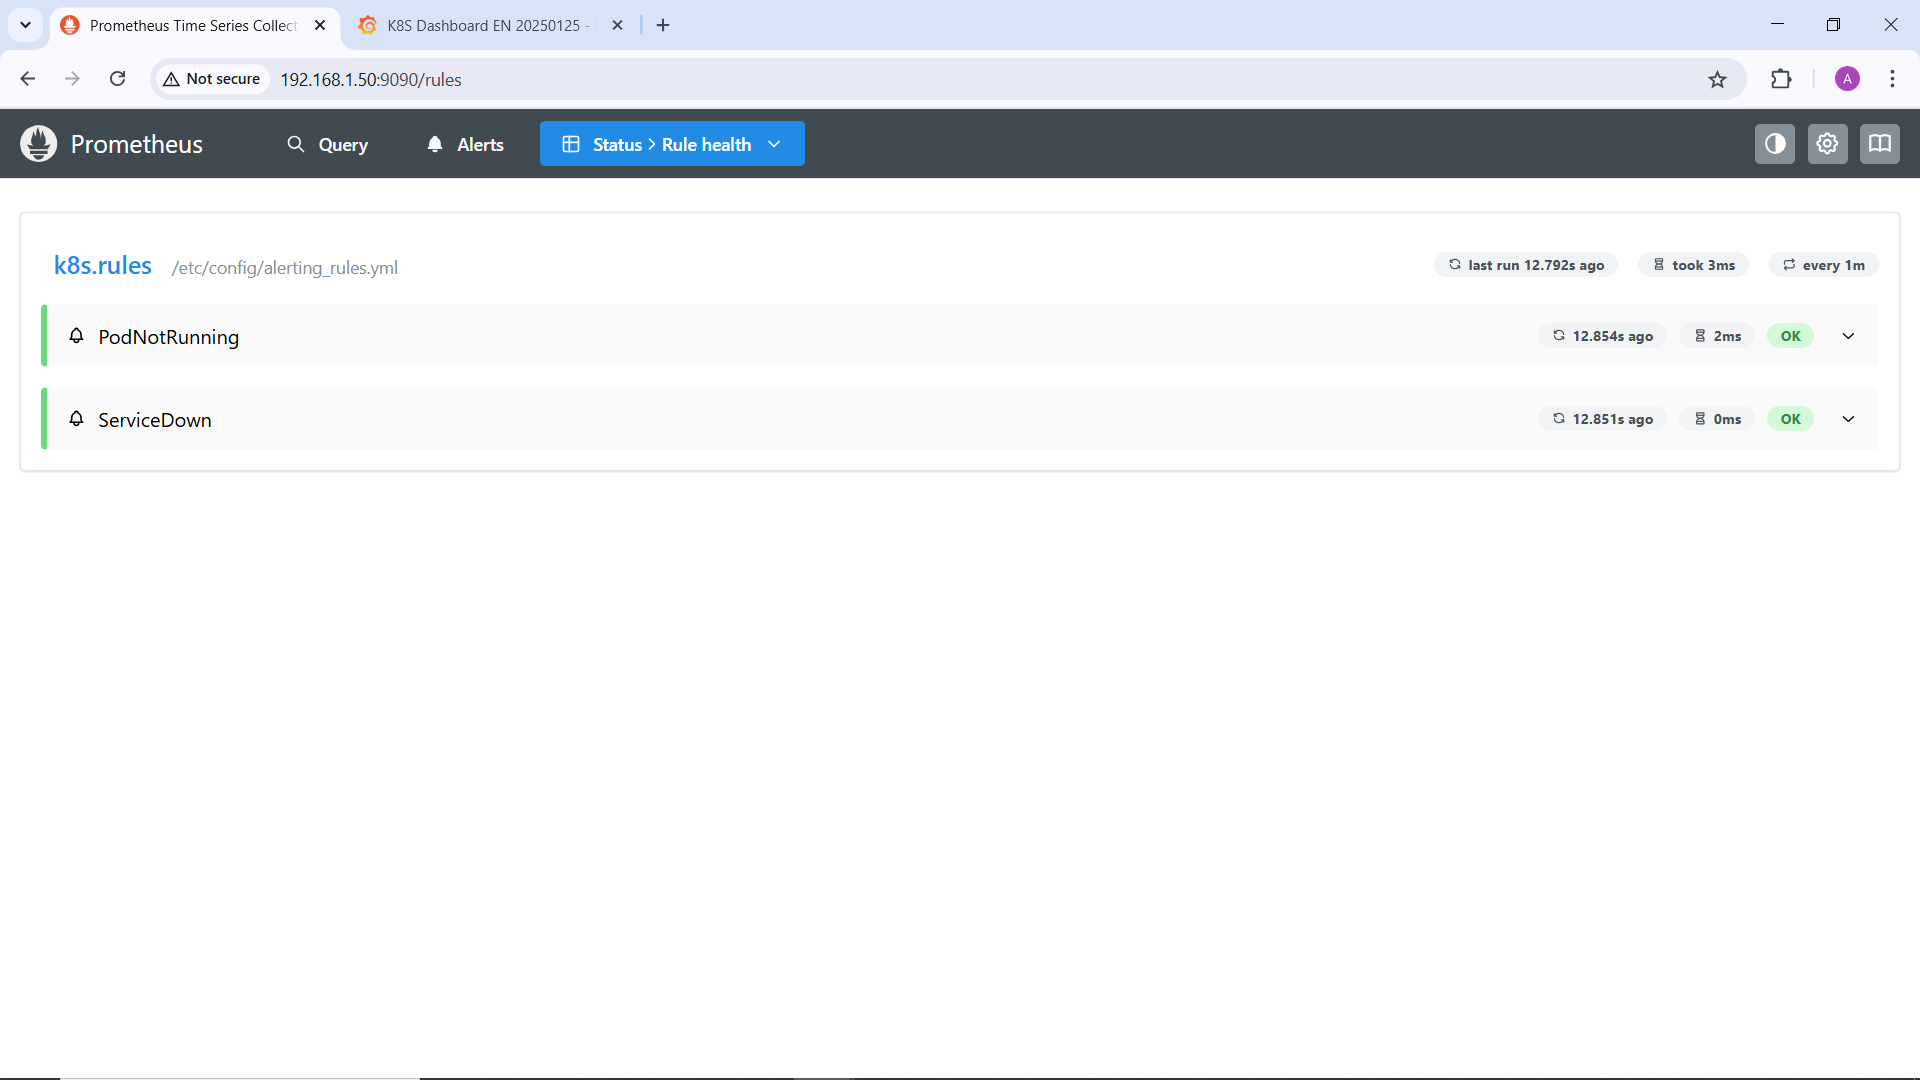 Prometheus Time Series Collect
K8S Dashboard EN 20250125 -
Not secure
192.168.1.50:9090/rules
A
Prometheus
Query
Alerts
Status > Rule health
k8s.rules /etc/config/alerting_rules.yml
last run 12.792s ago
took 3ms
every 1m
PodNotRunning
12.854s ago
2ms
OK
ServiceDown
12.851s ago
0ms
OK